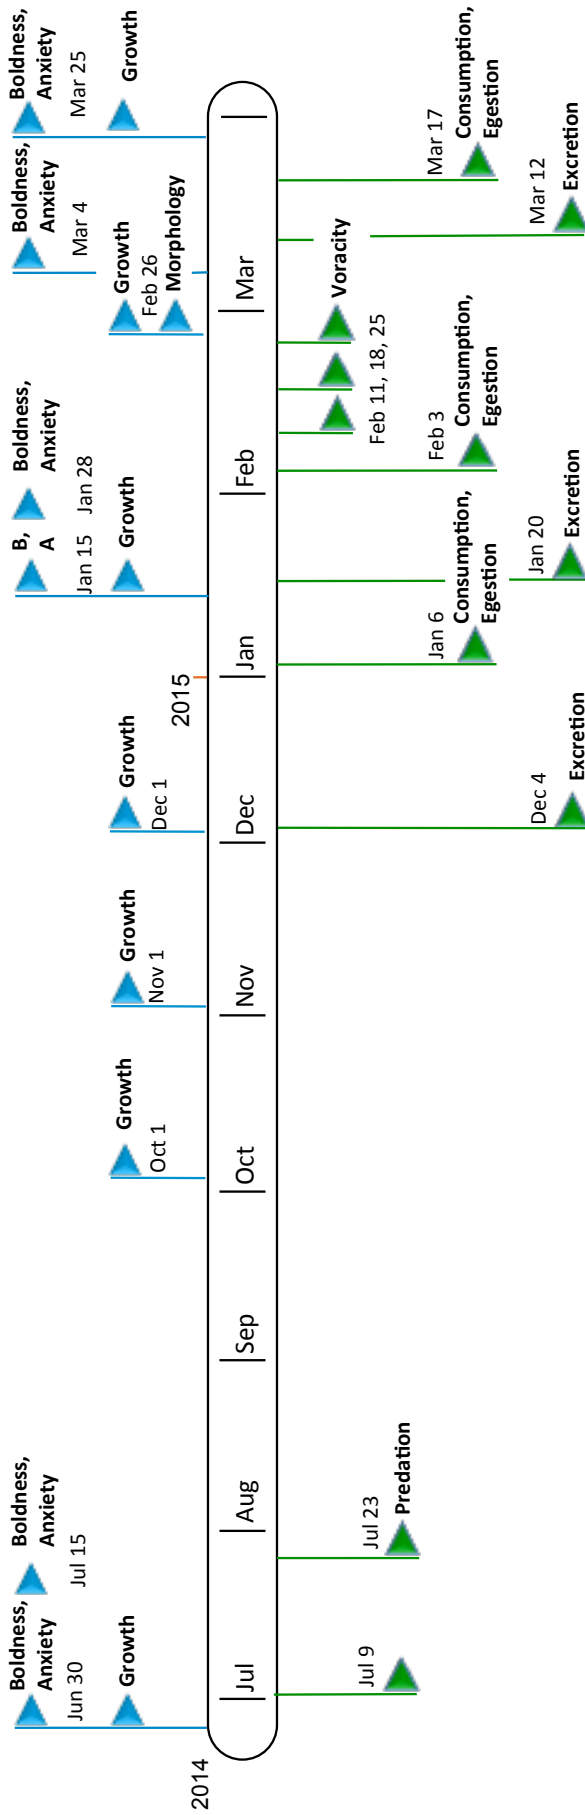 2014
Boldness,
Anxiety
Jun 30
Growth
Boldness,
Anxiety
Jul 15
Growth
Oct 1
Growth
Nov 1
Growth
Dec 1
2015
B,
A
Jan 15
Growth
Boldness,
Anxiety
Jan 28
Growth
Feb 26
Morphology
Boldness,
Anxiety
Mar 4
Boldness,
Anxiety
Mar 25
Growth
Jul
Aug
Sep
Oct
Nov
Dec
Jan
Feb
Mar
Jul 9
Jul 23
Predation
Dec 4
Excretion
Jan 6
Consumption,
Egestion
Jan 20
Excretion
Feb 3
Consumption,
Egestion
Voracity
Feb 11, 18, 25
Mar 12
Excretion
Mar 17
Consumption,
Egestion